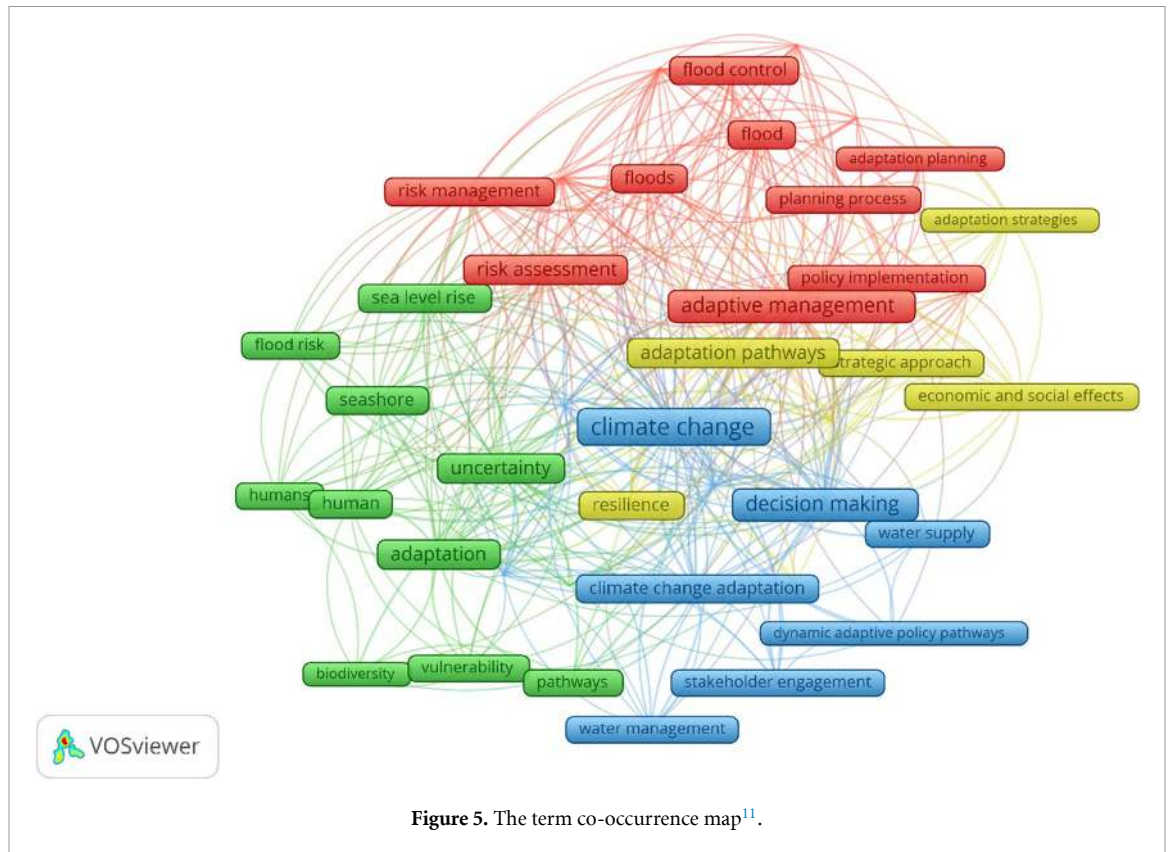 flood control
flood
adaptation planning
floods
risk management
planning process
adaptation strategies
risk assessment
policy implementation
sea level rise
adaptive management
flood risk
adaptation pathways
strategic approach
seashore
economic and social effects
climate change
uncertainty
humans
human
resilience
decision making
water supply
adaptation
climate change adaptation
dynamic adaptive policy pathways
biodiversity
vulnerability
pathways
stakeholder engagement
water management
VOSviewer
Figure 5. The term co-occurrence map11.